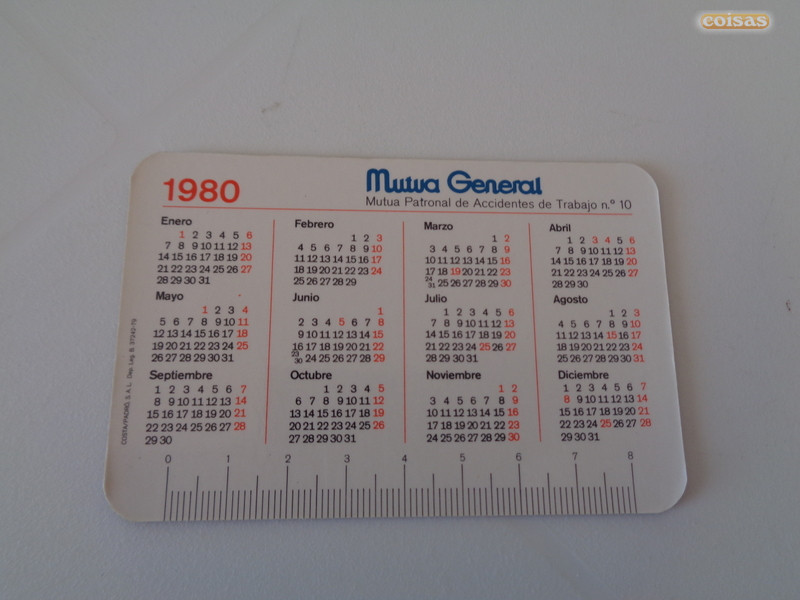 coisas
1980
Mutua General
Mutua Patronal de Accidentes de Trabajo n.º 10
Enero
1 2 3 4 5 6
7 8 9 10 11 12 13
14 15 16 17 18 19 20
21 22 23 24 25 26 27
28 29 30 31
Febrero
1 2 3
4 5 6 7 8 9 10
11 12 13 14 15 16 17
18 19 20 21 22 23 24
25 26 27 28 29
Marzo
1 2
3 4 5 6 7 8 9
10 11 12 13 14 15 16
17 18 19 20 21 22 23
24 25 26 27 28 29 30
31
Abril
1 2 3 4 5 6
7 8 9 10 11 12 13
14 15 16 17 18 19 20
21 22 23 24 25 26 27
28 29 30
Mayo
1 2 3 4
5 6 7 8 9 10 11
12 13 14 15 16 17 18
19 20 21 22 23 24 25
26 27 28 29 30 31
Junio
1
2 3 4 5 6 7 8
9 10 11 12 13 14 15
16 17 18 19 20 21 22
23 24 25 26 27 28 29
30
Julio
1 2 3 4 5 6
7 8 9 10 11 12 13
14 15 16 17 18 19 20
21 22 23 24 25 26 27
28 29 30 31
Agosto
1 2 3
4 5 6 7 8 9 10
11 12 13 14 15 16 17
18 19 20 21 22 23 24
25 26 27 28 29 30 31
Septiembre
1 2 3 4 5 6 7
8 9 10 11 12 13 14
15 16 17 18 19 20 21
22 23 24 25 26 27 28
29 30
Octubre
1 2 3 4 5
6 7 8 9 10 11 12
13 14 15 16 17 18 19
20 21 22 23 24 25 26
27 28 29 30 31
Noviembre
1 2
3 4 5 6 7 8 9
10 11 12 13 14 15 16
17 18 19 20 21 22 23
24 25 26 27 28 29 30
Diciembre
1 2 3 4 5 6 7
8 9 10 11 12 13 14
15 16 17 18 19 20 21
22 23 24 25 26 27 28
29 30 31
COSTA/PADRÓ, S. A. L. Dep. Leg. B. 37242-79
0 1 2 3 4 5 6 7 8